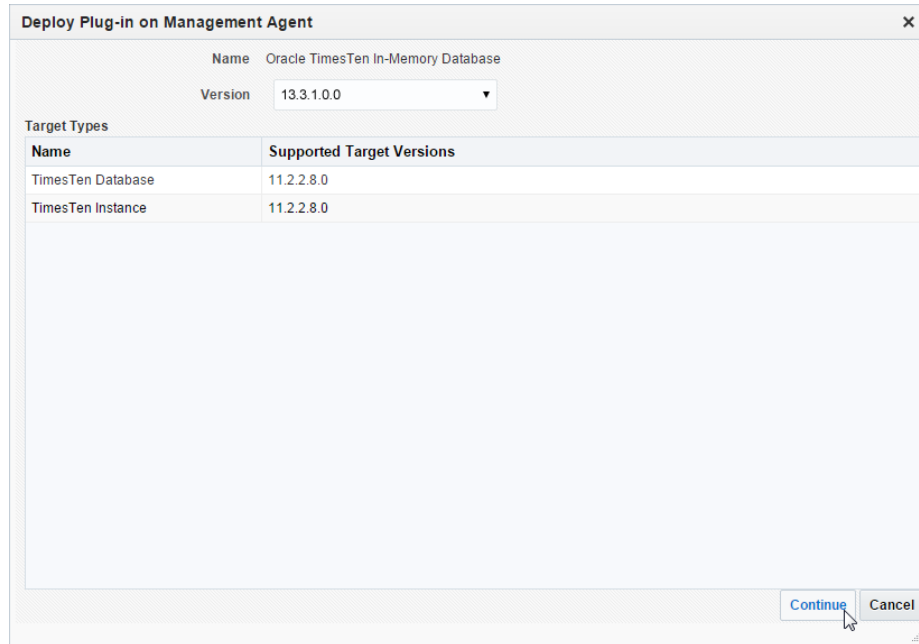 Deploy Plug-in on Management Agent
Name Oracle TimesTen In-Memory Database
Version 13.3.1.0.0
Target Types
Name Supported Target Versions
TimesTen Database 11.2.2.8.0
TimesTen Instance 11.2.2.8.0
Continue Cancel